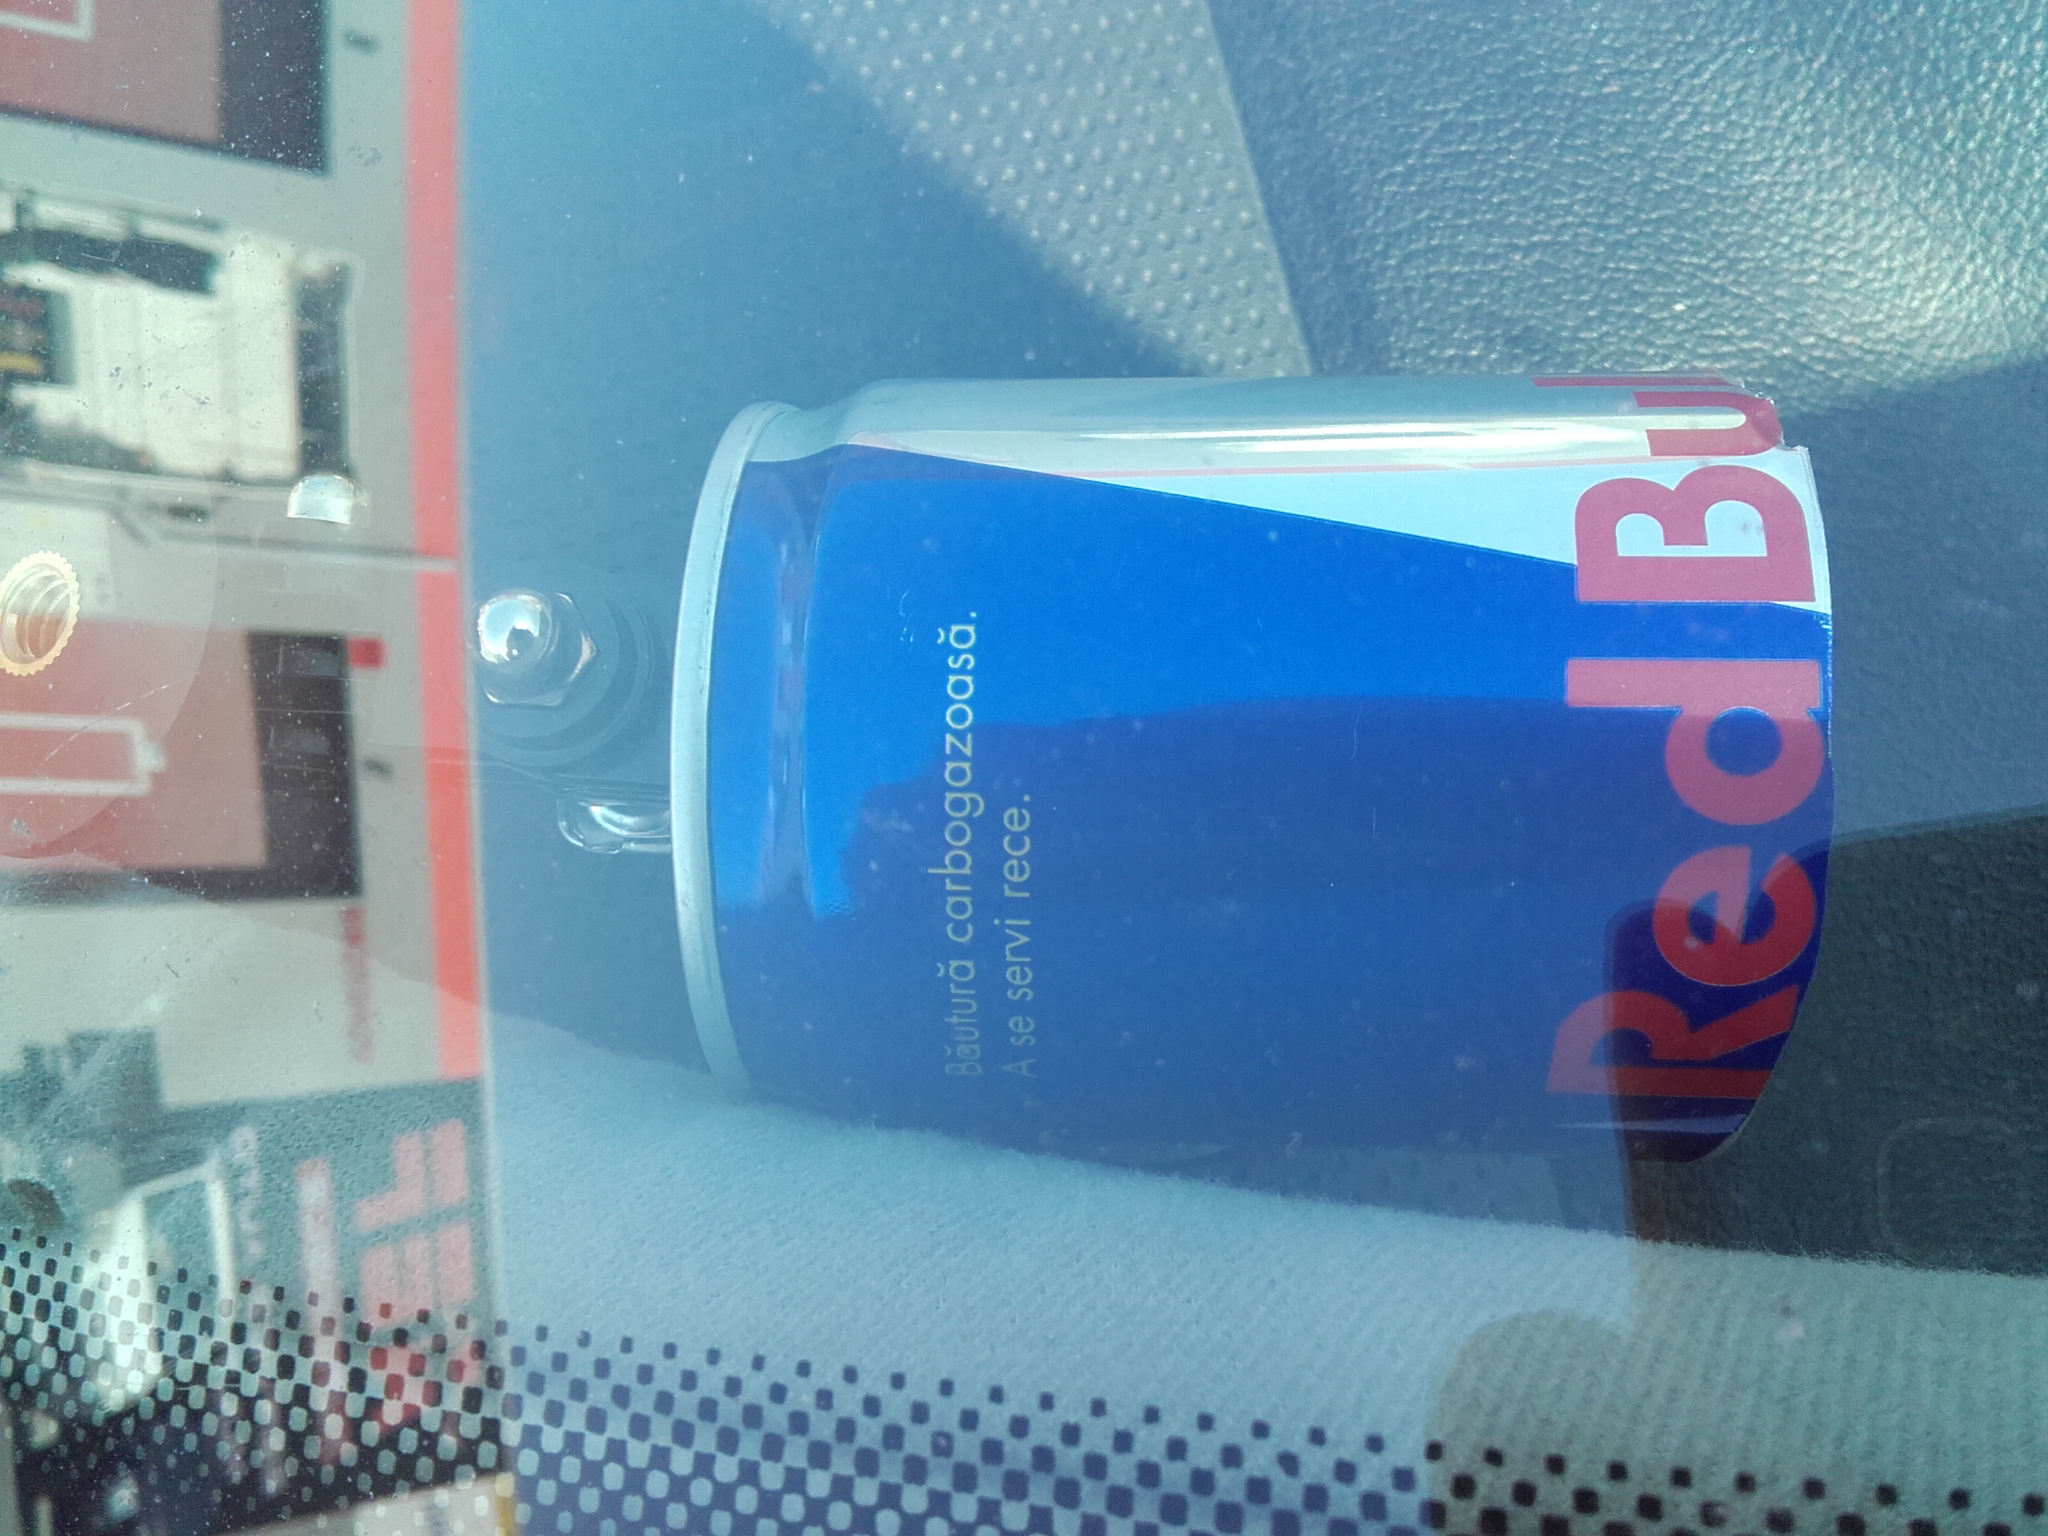 Băutură carbogazoasă.
A se servi rece.
Red Bull